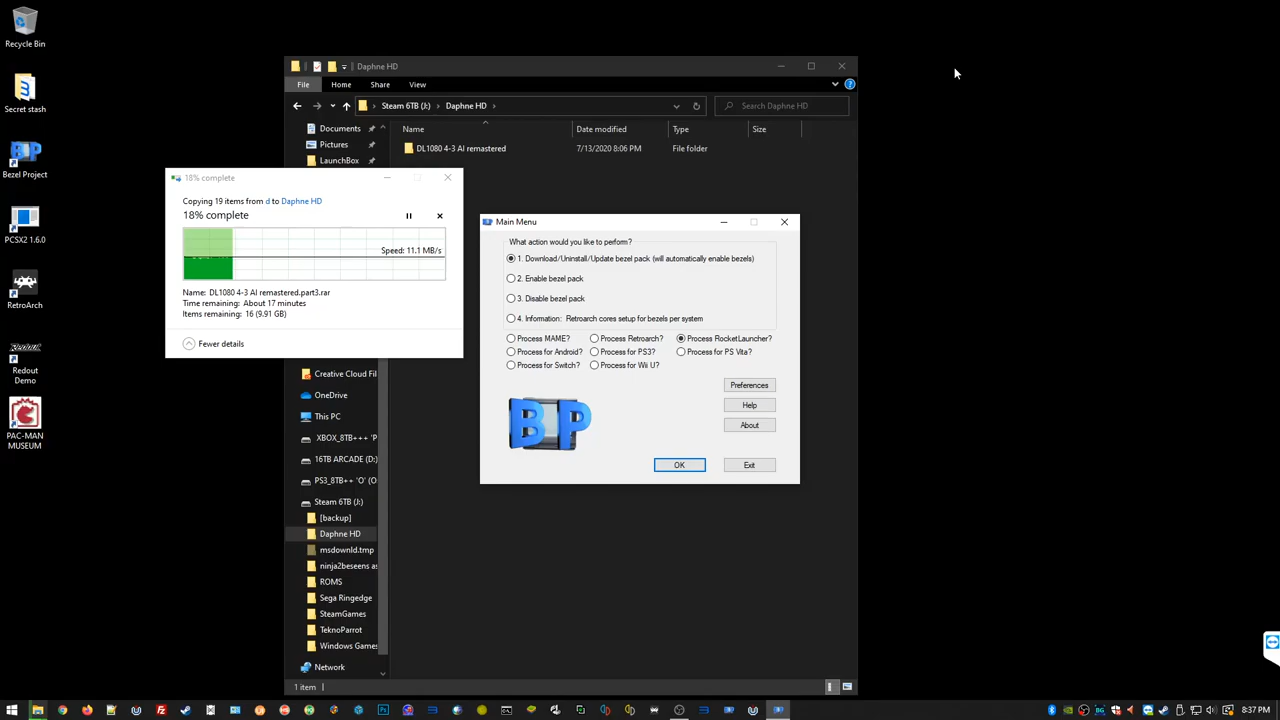 Recycle Bin
Secret stash
Bezel Project
PCSX2 1.6.0
RetroArch
Redout
Redout
Demo
PAC-MAN
MUSEUM
Daphne HD
File Home Share View
Steam 6TB (J:) Daphne HD
Search Daphne HD
Name Date modified Type Size
DL1080 4-3 AI remastered 7/13/2020 8:06 PM File folder
Documents
Pictures
LaunchBox
18% complete
Copying 19 items from d to Daphne HD
18% complete
Speed: 11.1 MB/s
Name: DL1080 4-3 AI remastered.part3.rar
Time remaining: About 17 minutes
Items remaining: 16 (9.91 GB)
Fewer details
Main Menu
What action would you like to perform?
1. Download/Uninstall/Update bezel pack (will automatically enable bezels)
2. Enable bezel pack
3. Disable bezel pack
4. Information: Retroarch cores setup for bezels per system
Process MAME? Process Retroarch? Process RocketLauncher?
Process for Android? Process for PS3? Process for PS Vita?
Process for Switch? Process for Wii U?
Preferences
Help
About
BP
OK Exit
Creative Cloud Fil
OneDrive
This PC
XBOX_8TB+++ 'P
16TB ARCADE (D:)
PS3_8TB++ 'O' (O
Steam 6TB (J:)
[backup]
Daphne HD
msdownld.tmp
ninja2beseens as
ROMS
Sega Ringedge
SteamGames
TeknoParrot
Windows Games
Network
1 item
8:37 PM